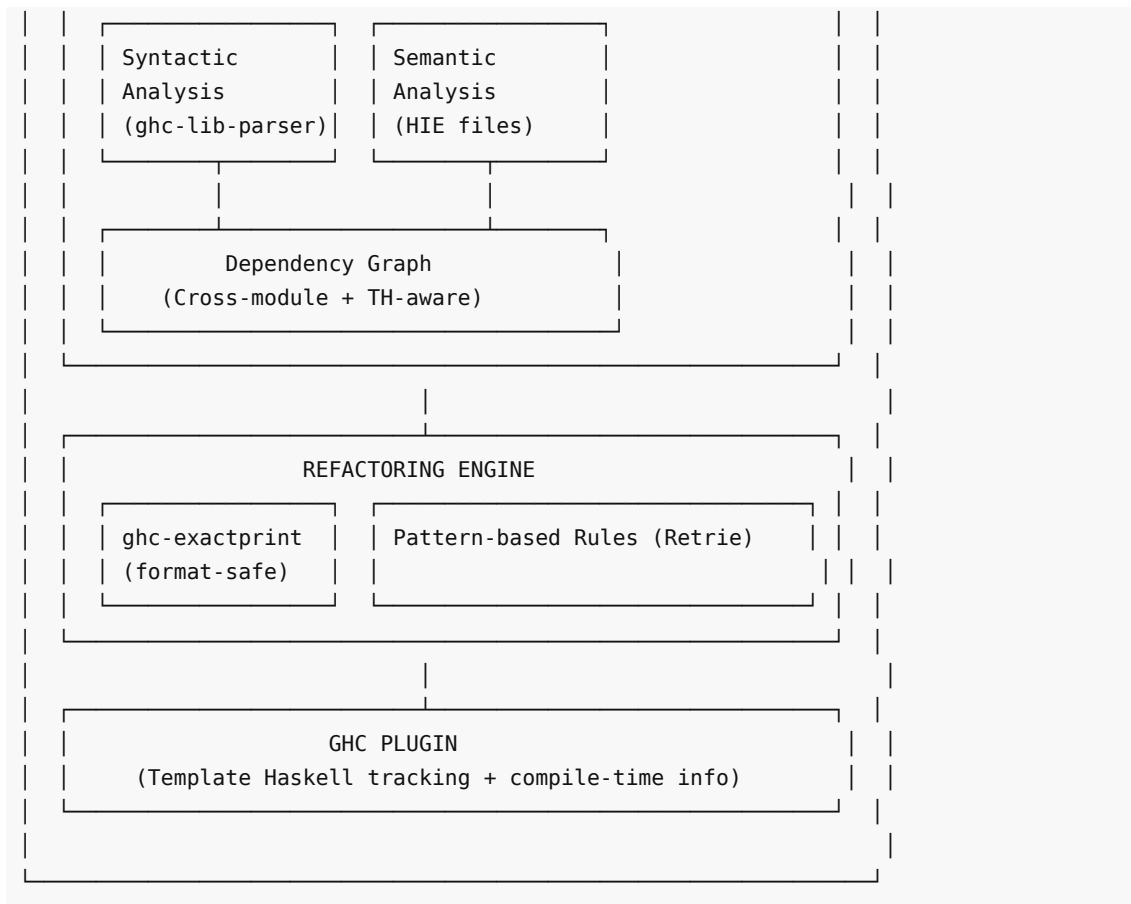 Syntactic Semantic
Analysis Analysis
(ghc-lib-parser) (HIE files)
Dependency Graph
(Cross-module + TH-aware)
REFACTORING ENGINE
ghc-exactprint Pattern-based Rules (Retrie)
(format-safe)
GHC PLUGIN
(Template Haskell tracking + compile-time info)